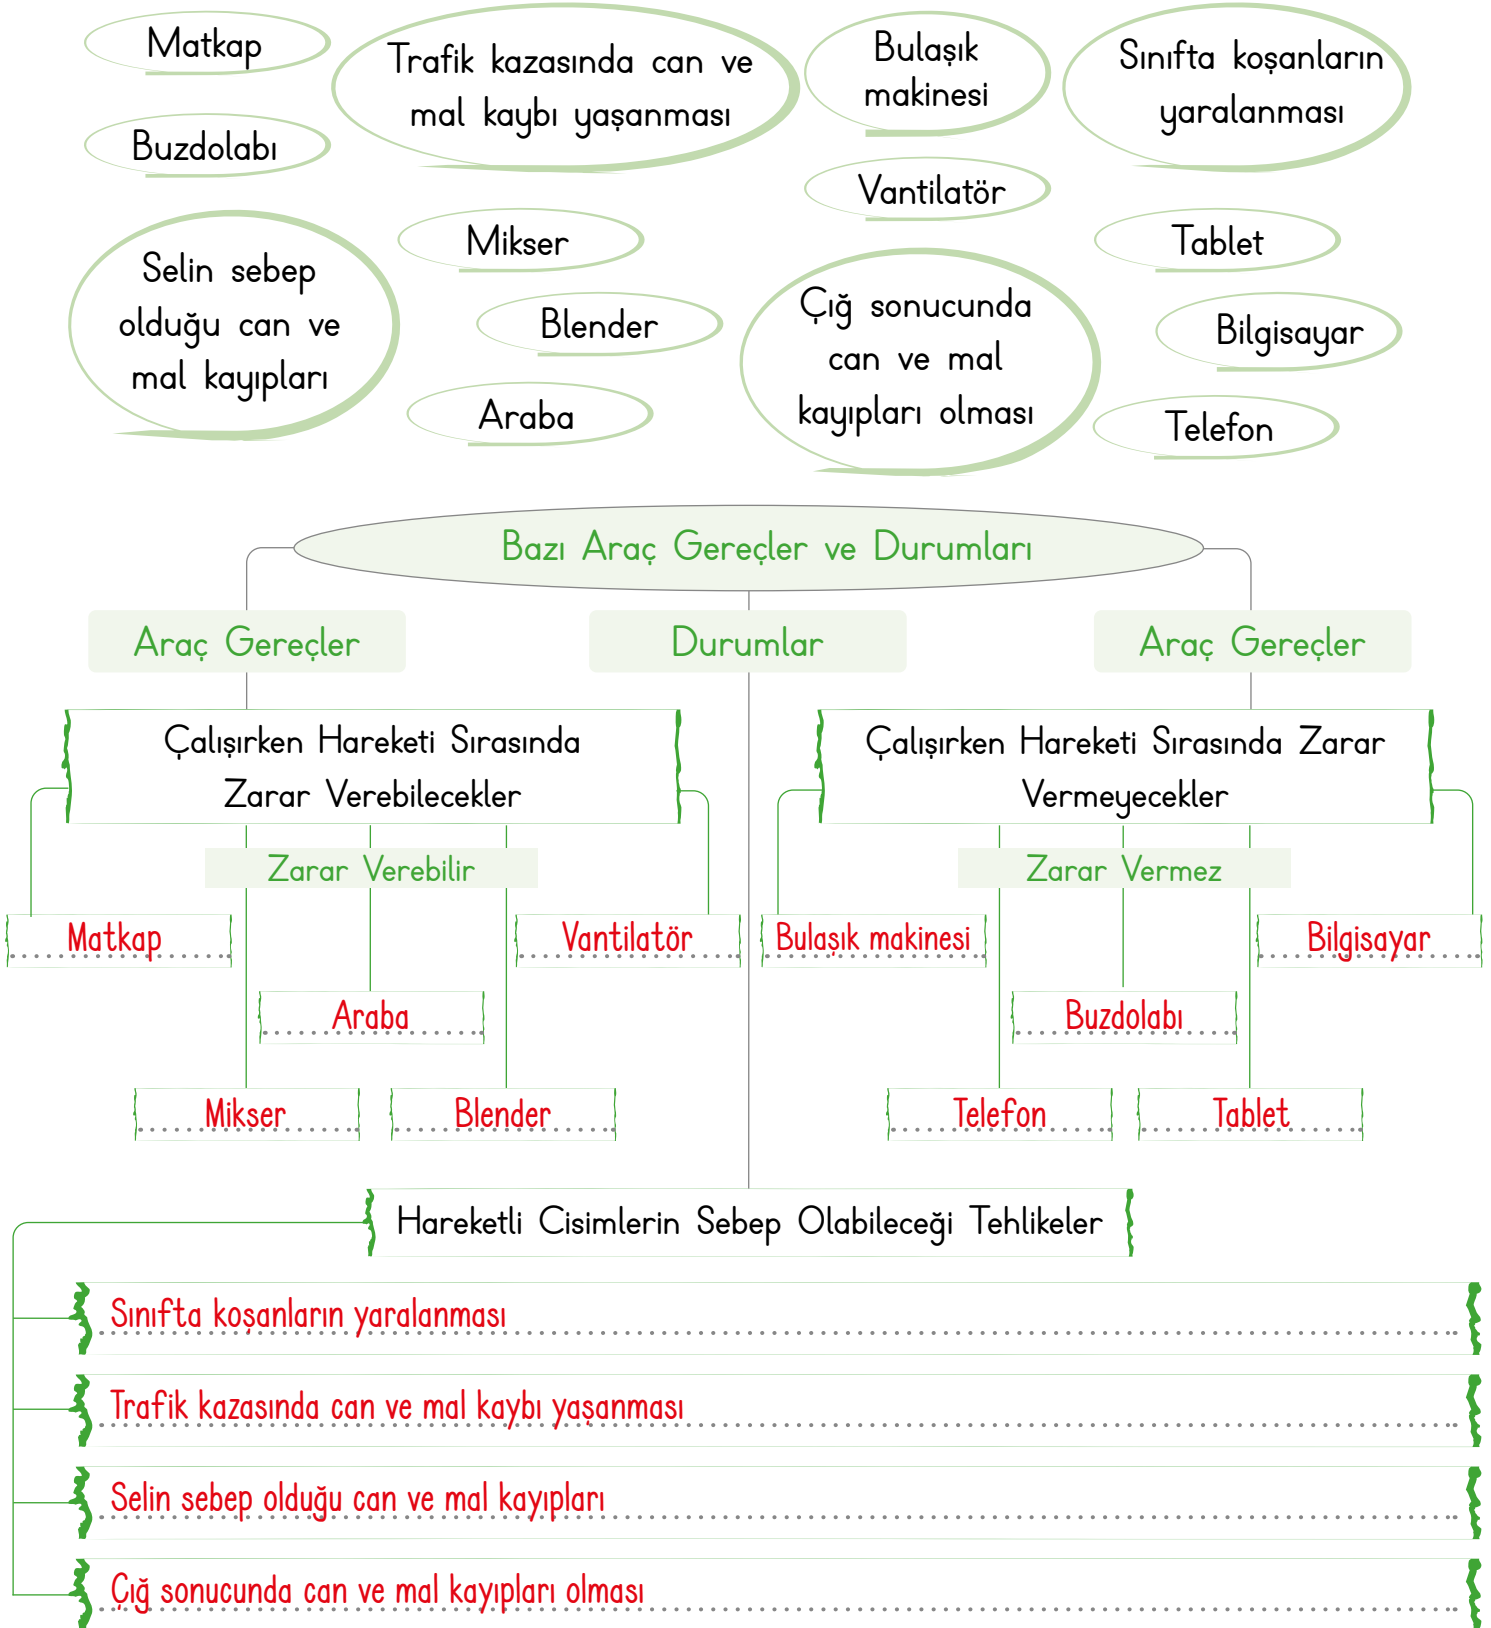 Matkap
Trafik kazasında can ve
mal kaybı yaşanması
Bulaşık
makinesi
Sınıfta koşanların
yaralanması
Buzdolabı
Vantilatör
Mikser
Tablet
Selin sebep
olduğu can ve
mal kayıpları
Blender
Çığ sonucunda
can ve mal
kayıpları olması
Bilgisayar
Araba
Telefon
Bazı Araç Gereçler ve Durumları
Araç Gereçler
Durumlar
Araç Gereçler
Çalışırken Hareketi Sırasında
Zarar Verebilecekler
Çalışırken Hareketi Sırasında Zarar
Vermeyecekler
Zarar Verebilir
Zarar Vermez
Matkap
Vantilatör
Bulaşık makinesi
Bilgisayar
Araba
Buzdolabı
Mikser
Blender
Telefon
Tablet
Hareketli Cisimlerin Sebep Olabileceği Tehlikeler
Sınıfta koşanların yaralanması
Trafik kazasında can ve mal kaybı yaşanması
Selin sebep olduğu can ve mal kayıpları
Çığ sonucunda can ve mal kayıpları olması